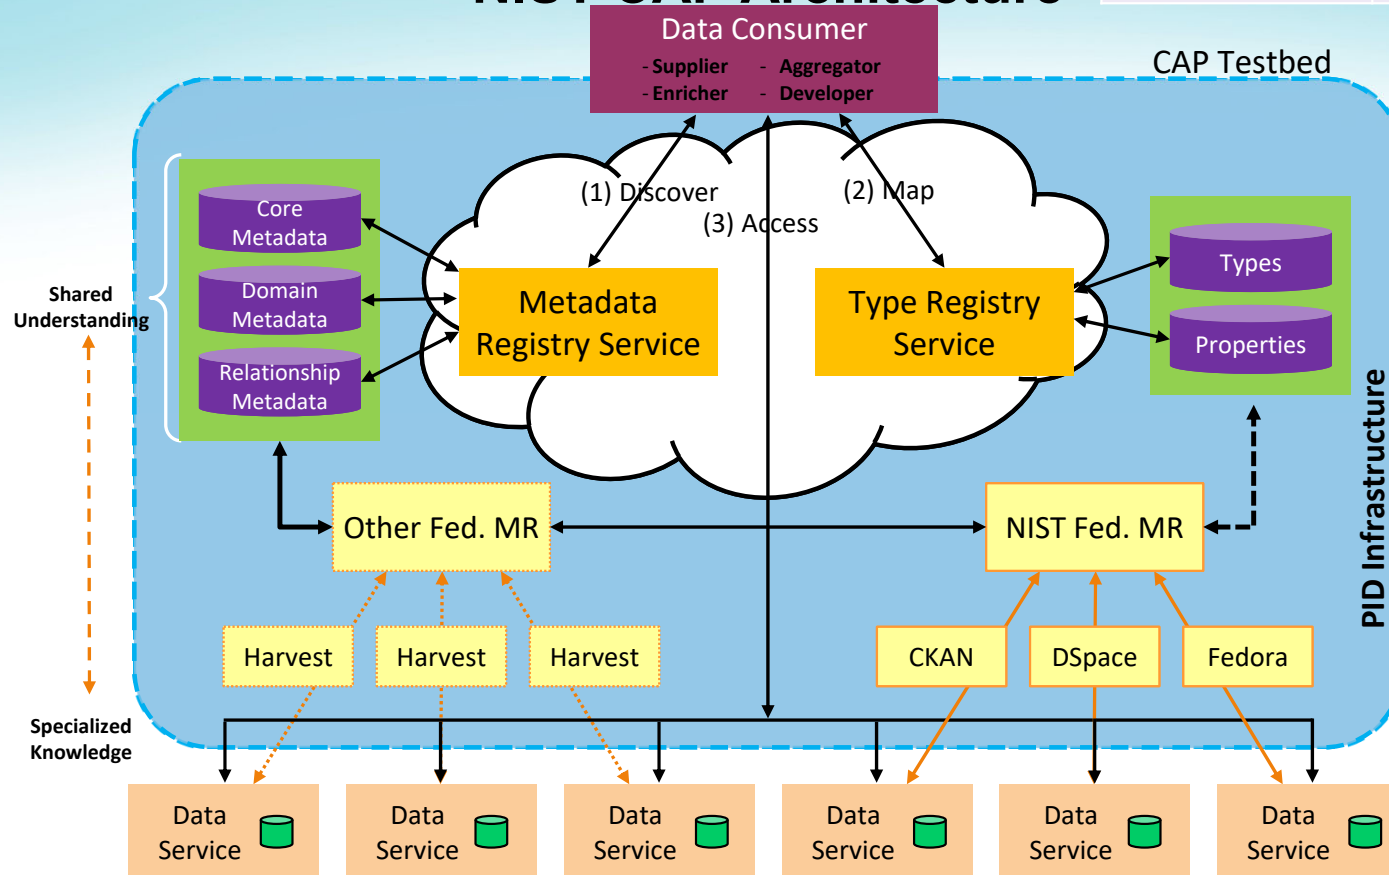 NIST CAP Architecture
Data Consumer
- Supplier - Aggregator
- Enricher - Developer
CAP Testbed
(1) Discover
(2) Map
(3) Access
Core
Metadata
Domain
Metadata
Relationship
Metadata
Shared
Understanding
Metadata
Registry Service
Type Registry
Service
Types
Properties
PID Infrastructure
Other Fed. MR
NIST Fed. MR
Harvest
Harvest
Harvest
CKAN
DSpace
Fedora
Specialized
Knowledge
Data
Service
Data
Service
Data
Service
Data
Service
Data
Service
Data
Service